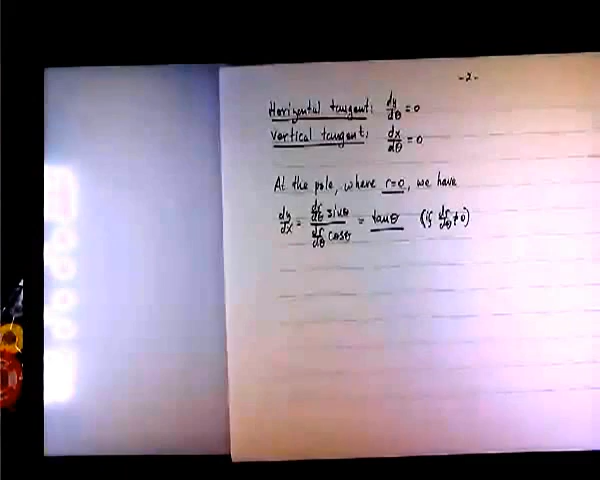 -2-
Horizontal tangent: dy/dθ = 0
Vertical tangent: dx/dθ = 0
At the pole, where r=0, we have
dy/dx = (dr/dθ sinθ)/(dr/dθ cosθ) = tanθ (if dr/dθ ≠ 0)